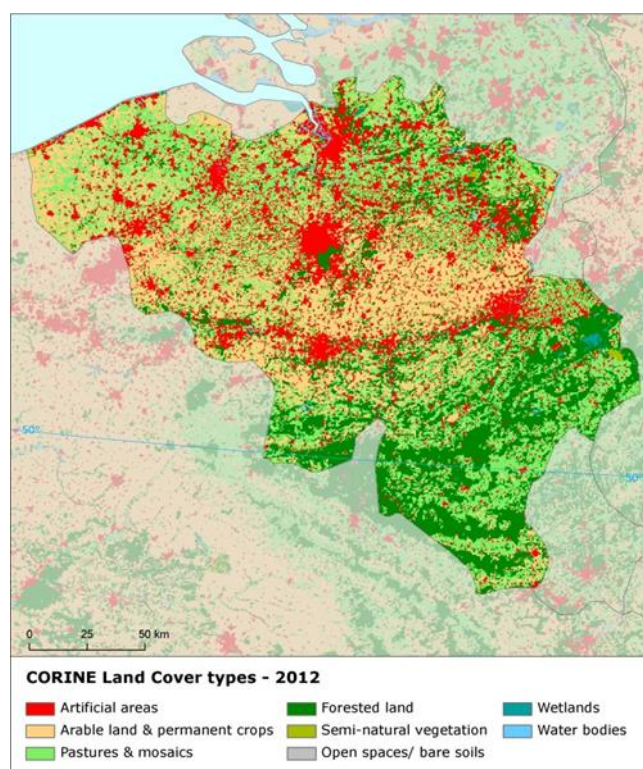 50°
50°
0 25 50 km
CORINE Land Cover types - 2012
Artificial areas
Arable land & permanent crops
Pastures & mosaics
Forested land
Semi-natural vegetation
Open spaces/ bare soils
Wetlands
Water bodies